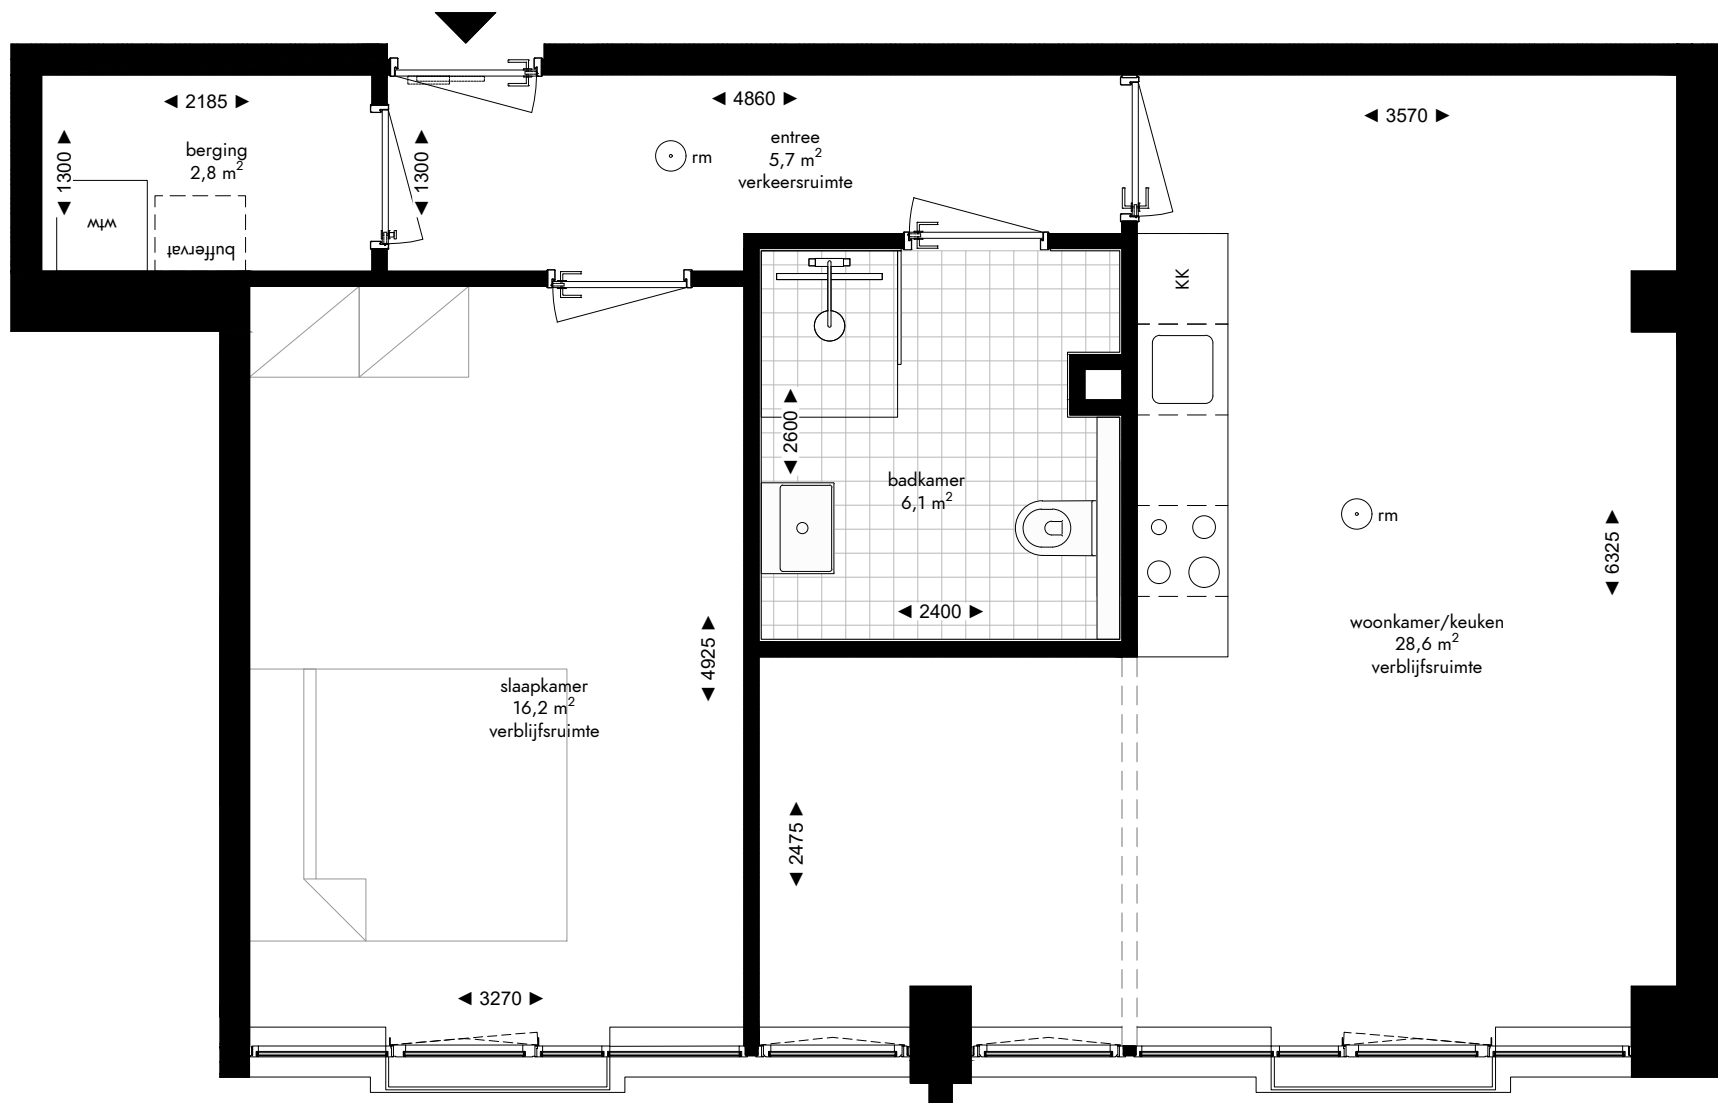 2185
4860
3570
berging
2,8 m²
1300
1300
rm
entree
5,7 m²
verkeersruimte
wtw
buffervat
KK
2600
badkamer
6,1 m²
2400
rm
6325
woonkamer/keuken
28,6 m²
verblijfsruimte
4925
slaapkamer
16,2 m²
verblijfsruimte
2475
3270